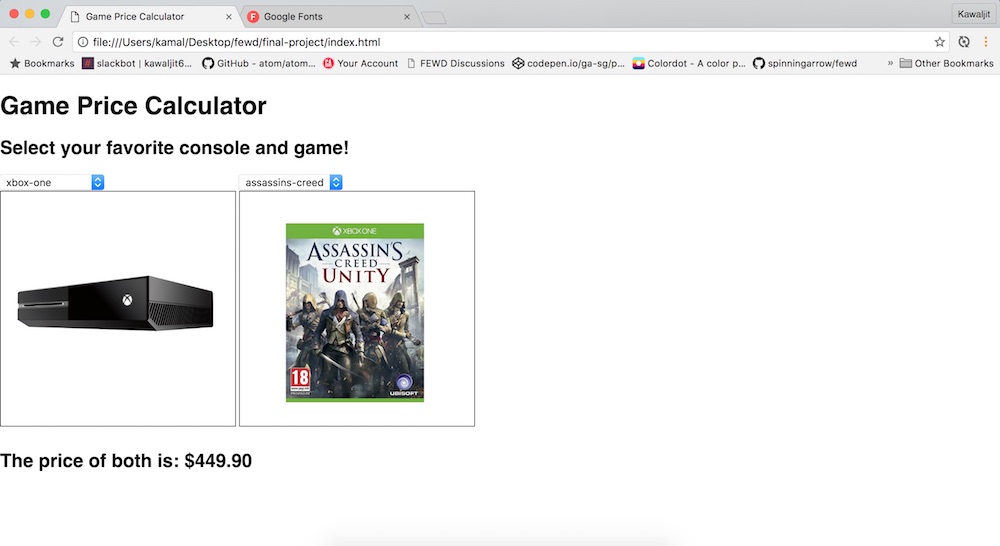 Game Price Calculator
Google Fonts
Kawaljit
file:///Users/kamal/Desktop/fewd/final-project/index.html
Bookmarks slackbot | kawaljit6... GitHub - atom/atom... GA Your Account FEWD Discussions codepen.io/ga-sg/p... Colordot - A color p... spinningarrow/fewd » Other Bookmarks
Game Price Calculator
Select your favorite console and game!
xbox-one assassins-creed
XBOX ONE
ASSASSIN'S
CREED
UNITY
18
UBISOFT
The price of both is: $449.90